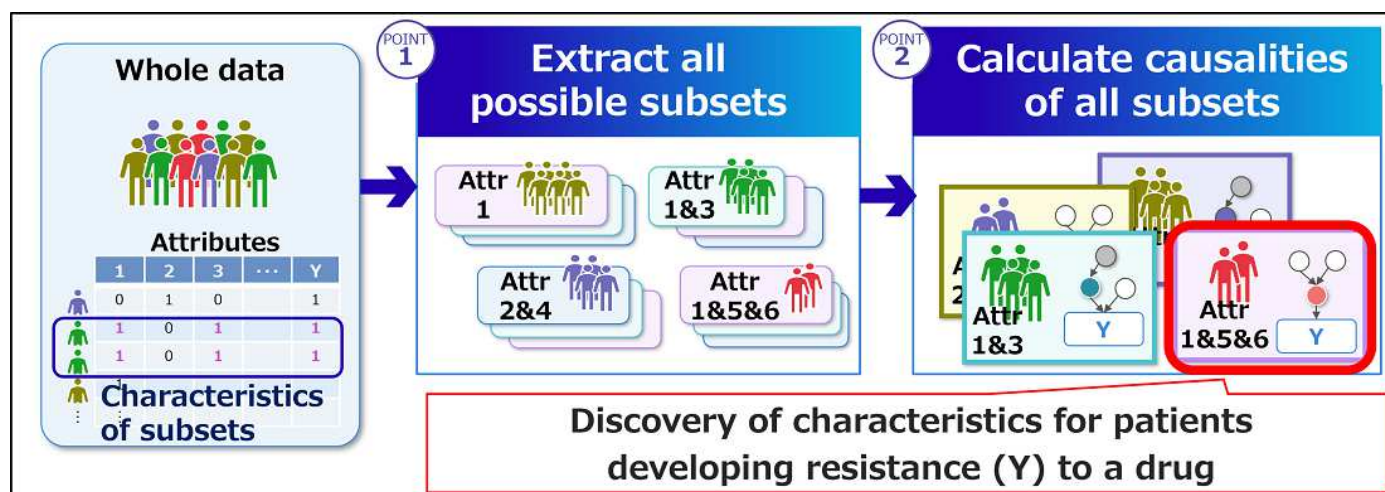 Whole data
Attributes
1 2 3 ... Y
0 1 0 1
1 0 1 1
1 0 1 1
1
Characteristics
of subsets
POINT
1
Extract all
possible subsets
Attr
1
Attr
1&3
Attr
2&4
Attr
1&5&6
POINT
2
Calculate causalities
of all subsets
Attr
1&3
Y
Attr
1&5&6
Y
Discovery of characteristics for patients
developing resistance (Y) to a drug